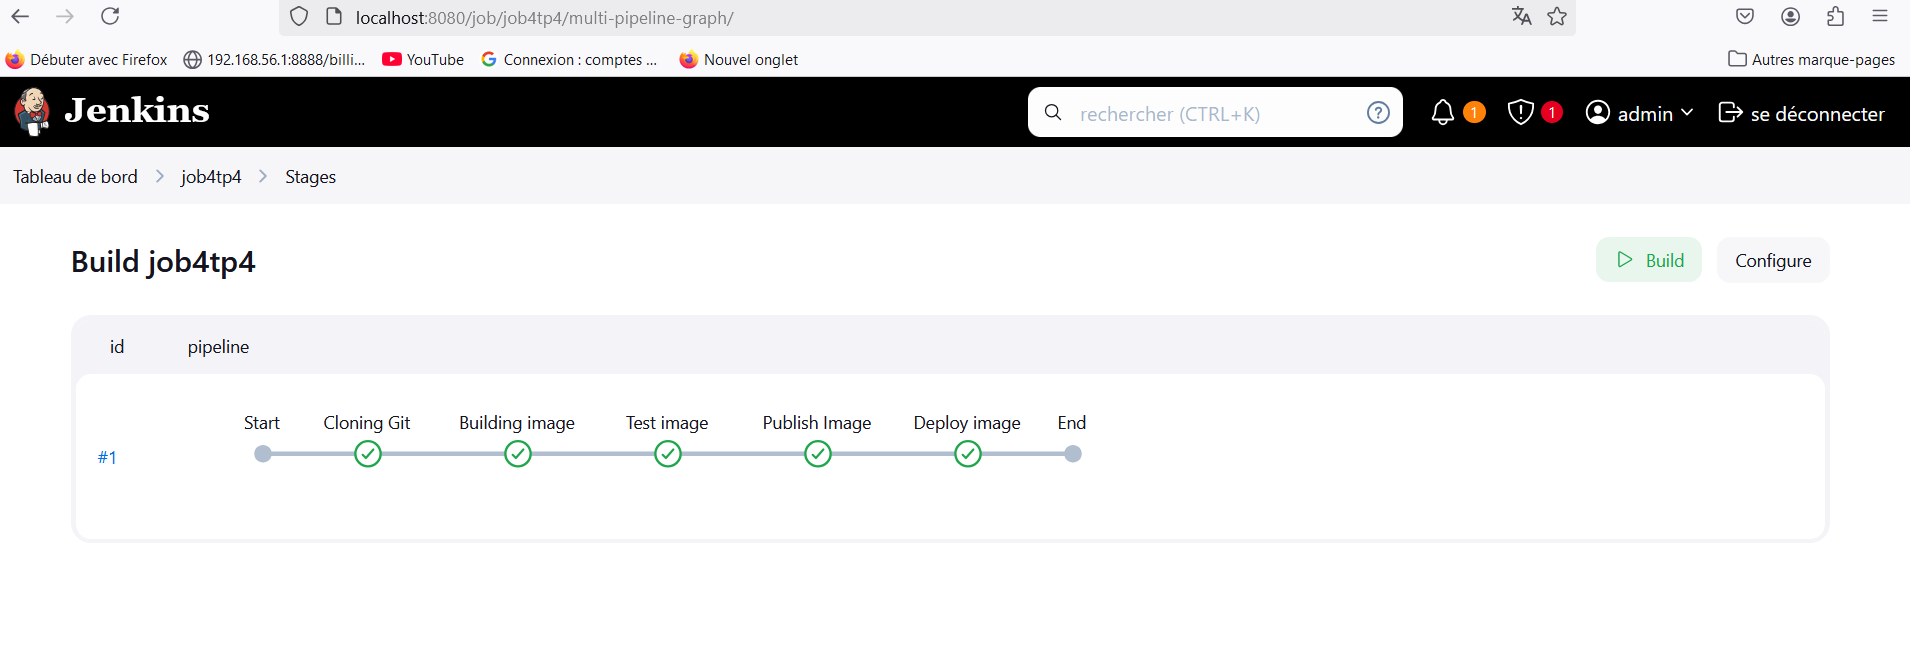 localhost:8080/job/job4tp4/multi-pipeline-graph/
Débuter avec Firefox 192.168.56.1:8888/billi... YouTube Connexion : comptes ... Nouvel onglet Autres marque-pages
Jenkins rechercher (CTRL+K) 1 1 admin se déconnecter
Tableau de bord job4tp4 Stages
Build job4tp4 Build Configure
id pipeline
Start Cloning Git Building image Test image Publish Image Deploy image End
#1